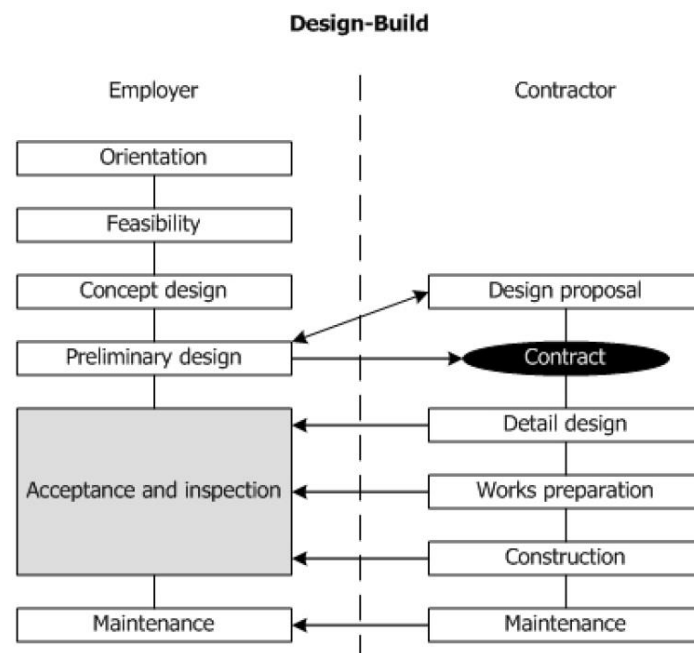 Design-Build
Employer
Contractor
Orientation
Feasibility
Concept design
Design proposal
Preliminary design
Contract
Detail design
Acceptance and inspection
Works preparation
Construction
Maintenance
Maintenance